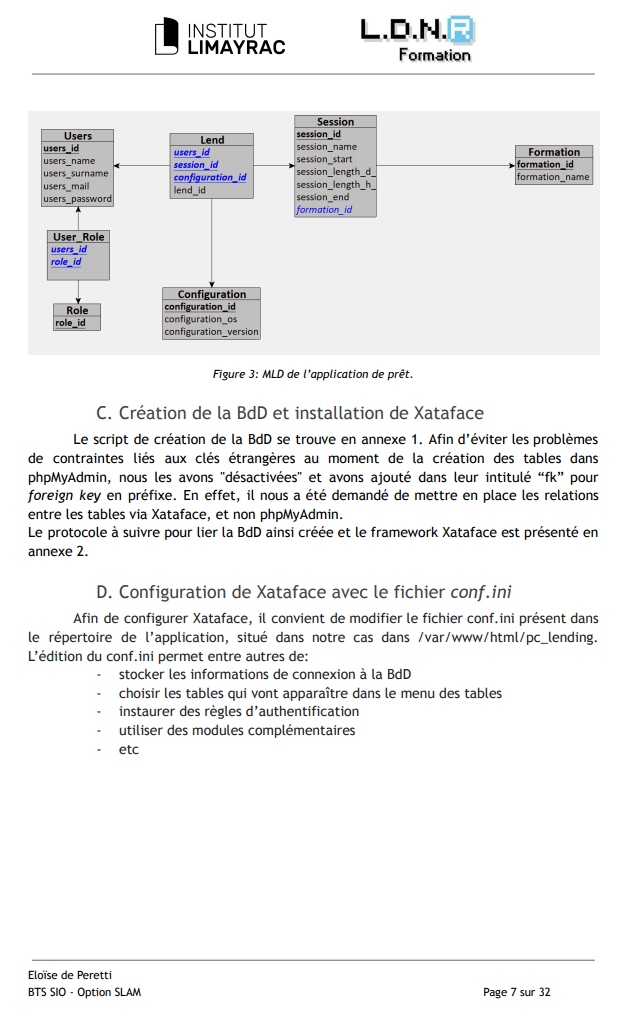 INSTITUT
LIMAYRAC
L.D.N.R
Formation
Users
users_id
users_name
users_surname
users_mail
users_password
Lend
users_id
session_id
configuration_id
lend_id
Session
session_id
session_name
session_start
session_length_d_
session_length_h_
session_end
formation_id
Formation
formation_id
formation_name
User_Role
users_id
role_id
Role
role_id
Configuration
configuration_id
configuration_os
configuration_version
Figure 3: MLD de l’application de prêt.
C. Création de la BdD et installation de Xataface
Le script de création de la BdD se trouve en annexe 1. Afin d’éviter les problèmes
de contraintes liés aux clés étrangères au moment de la création des tables dans
phpMyAdmin, nous les avons "désactivées" et avons ajouté dans leur intitulé “fk” pour
foreign key en préfixe. En effet, il nous a été demandé de mettre en place les relations
entre les tables via Xataface, et non phpMyAdmin.
Le protocole à suivre pour lier la BdD ainsi créée et le framework Xataface est présenté en
annexe 2.
D. Configuration de Xataface avec le fichier conf.ini
Afin de configurer Xataface, il convient de modifier le fichier conf.ini présent dans
le répertoire de l’application, situé dans notre cas dans /var/www/html/pc_lending.
L’édition du conf.ini permet entre autres de:
- stocker les informations de connexion à la BdD
- choisir les tables qui vont apparaître dans le menu des tables
- instaurer des règles d’authentification
- utiliser des modules complémentaires
- etc
Eloïse de Peretti
BTS SIO - Option SLAM
Page 7 sur 32